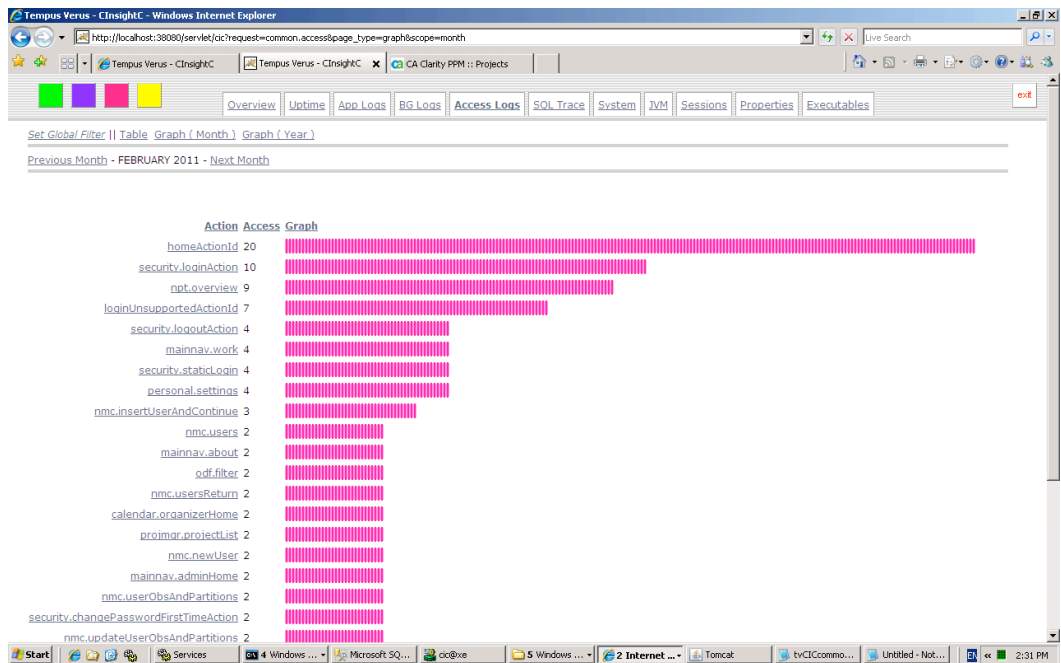 Tempus Verus - CInsightC - Windows Internet Explorer
http://localhost:38080/servlet/cic?request=common.access&page_type=graph&scope=month
Live Search
Tempus Verus - CInsightC
Tempus Verus - CInsightC
CA Clarity PPM :: Projects
Overview
Uptime
App Logs
BG Logs
Access Logs
SQL Trace
System
JVM
Sessions
Properties
Executables
exit
Set Global Filter || Table Graph ( Month ) Graph ( Year )
Previous Month - FEBRUARY 2011 - Next Month
Action Access Graph
homeActionId 20
security.loginAction 10
npt.overview 9
loginUnsupportedActionId 7
security.logoutAction 4
mainnav.work 4
security.staticLogin 4
personal.settings 4
nmc.insertUserAndContinue 3
nmc.users 2
mainnav.about 2
odf.filter 2
nmc.usersReturn 2
calendar.organizerHome 2
projmgr.projectList 2
nmc.newUser 2
mainnav.adminHome 2
nmc.userObsAndPartitions 2
security.changePasswordFirstTimeAction 2
nmc.updateUserObsAndPartitions 2
Start
Services
4 Windows ...
Microsoft SQ...
cic@xe
5 Windows ...
2 Internet ...
Tomcat
tvCICcommo...
Untitled - Not...
EN
2:31 PM